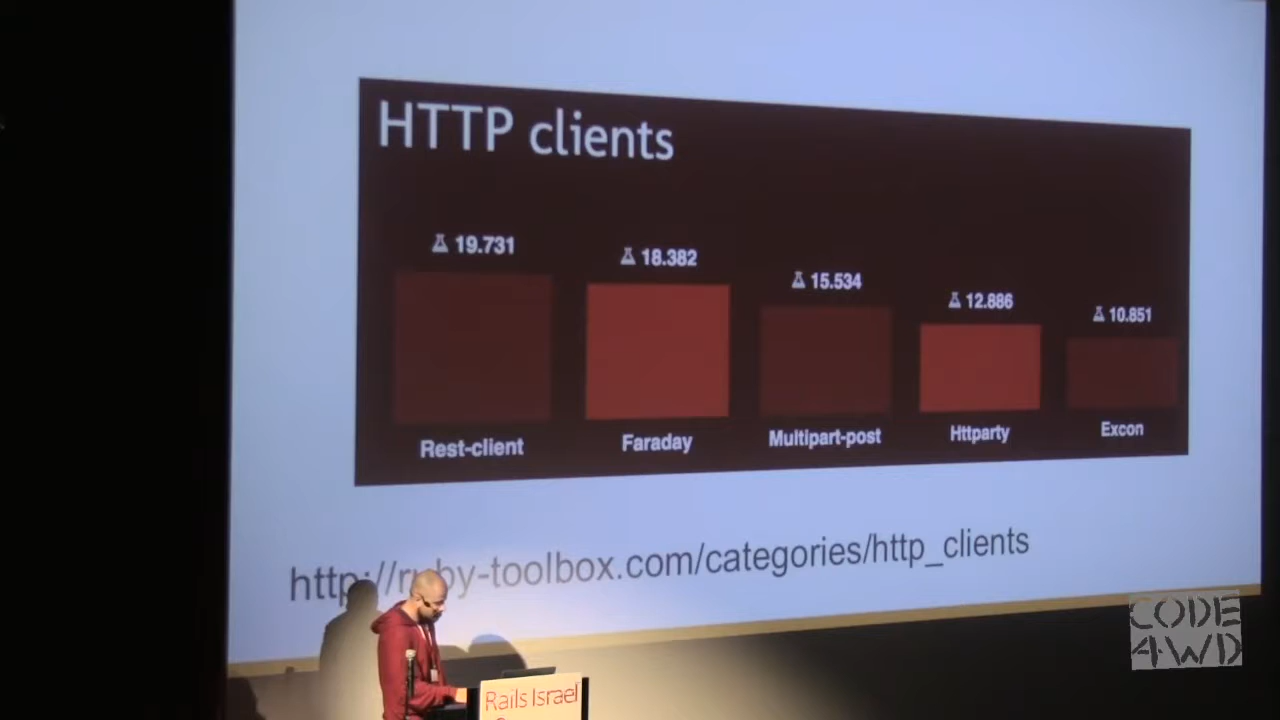 HTTP clients
19.731
18.382
15.534
12.886
10.851
Rest-client
Faraday
Multipart-post
Httparty
Excon
http://ruby-toolbox.com/categories/http_clients
CODE
4WD
Rails Israel